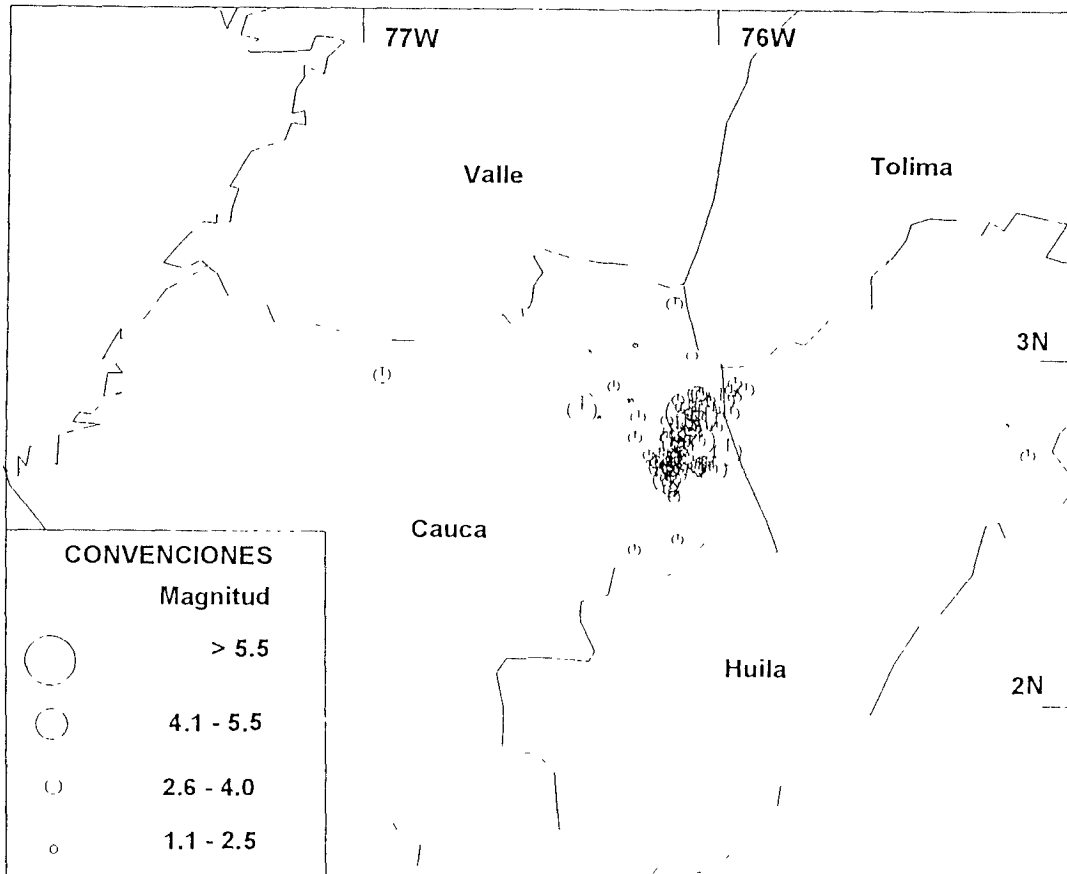 77W
76W
Valle
Tolima
3N
Cauca
Huila
2N
CONVENCIONES
Magnitud
> 5.5
4.1 - 5.5
2.6 - 4.0
1.1 - 2.5